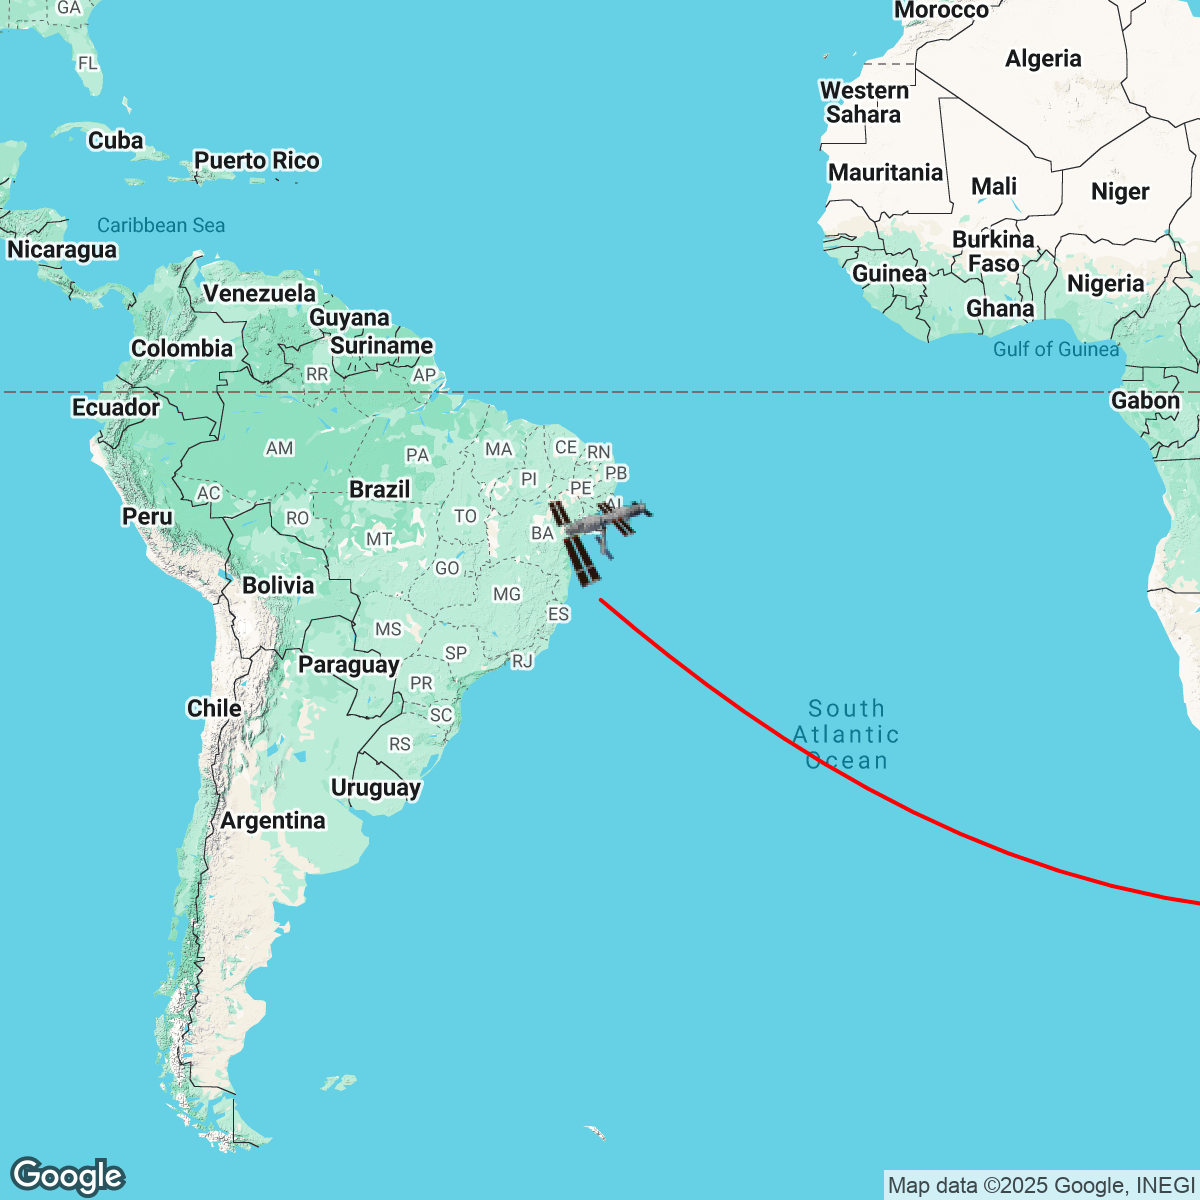 Morocco
GA
Algeria
FL
Western
Sahara
Cuba
Puerto Rico
Mauritania
Mali
Niger
Caribbean Sea
Nicaragua
Burkina
Faso
Guinea
Nigeria
Venezuela
Ghana
Guyana
Colombia
Suriname
Gulf of Guinea
RR
AP
Ecuador
Gabon
AM
PA
MA
CE
RN
PI
PB
Brazil
PE
AC
AL
Peru
RO
TO
BA
MT
GO
Bolivia
MG
ES
MS
SP
RJ
Paraguay
PR
Chile
SC
South
Atlantic
Ocean
RS
Uruguay
Argentina
Google
Map data ©2025 Google, INEGI